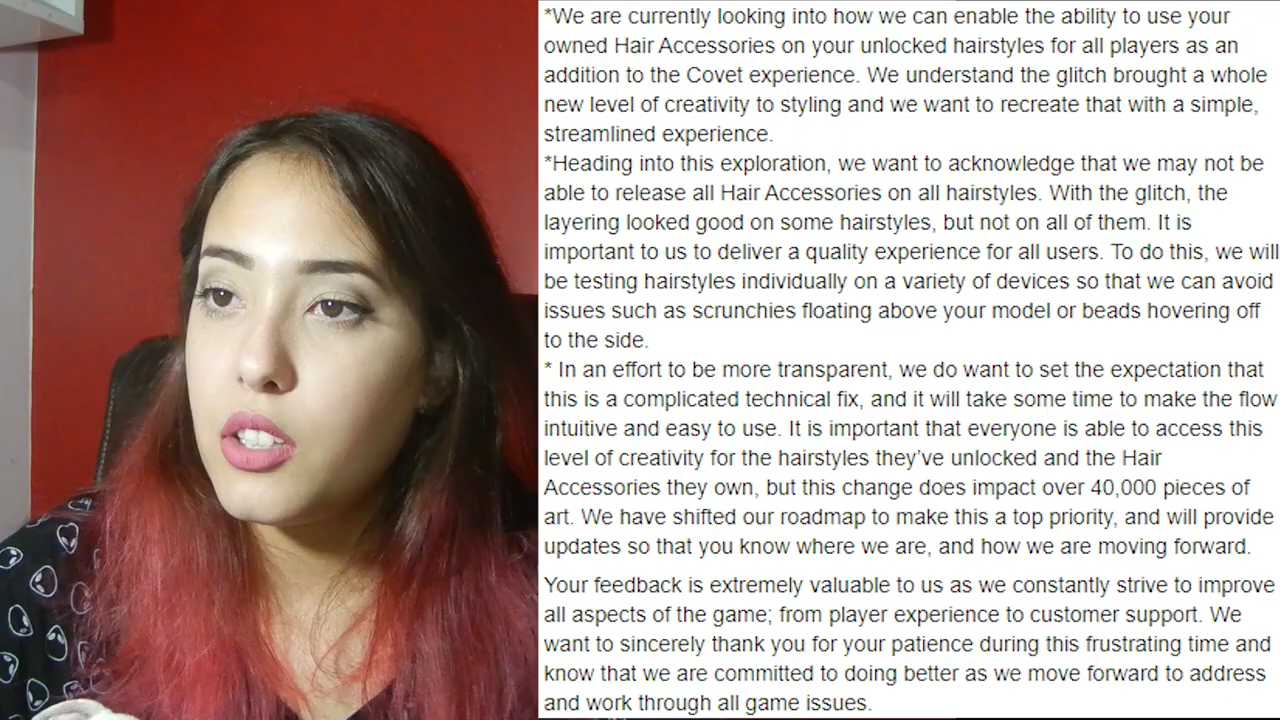 *We are currently looking into how we can enable the ability to use your
owned Hair Accessories on your unlocked hairstyles for all players as an
addition to the Covet experience. We understand the glitch brought a whole
new level of creativity to styling and we want to recreate that with a simple,
streamlined experience.
*Heading into this exploration, we want to acknowledge that we may not be
able to release all Hair Accessories on all hairstyles. With the glitch, the
layering looked good on some hairstyles, but not on all of them. It is
important to us to deliver a quality experience for all users. To do this, we will
be testing hairstyles individually on a variety of devices so that we can avoid
issues such as scrunchies floating above your model or beads hovering off
to the side.
* In an effort to be more transparent, we do want to set the expectation that
this is a complicated technical fix, and it will take some time to make the flow
intuitive and easy to use. It is important that everyone is able to access this
level of creativity for the hairstyles they’ve unlocked and the Hair
Accessories they own, but this change does impact over 40,000 pieces of
art. We have shifted our roadmap to make this a top priority, and will provide
updates so that you know where we are, and how we are moving forward.
Your feedback is extremely valuable to us as we constantly strive to improve
all aspects of the game; from player experience to customer support. We
want to sincerely thank you for your patience during this frustrating time and
know that we are committed to doing better as we move forward to address
and work through all game issues.